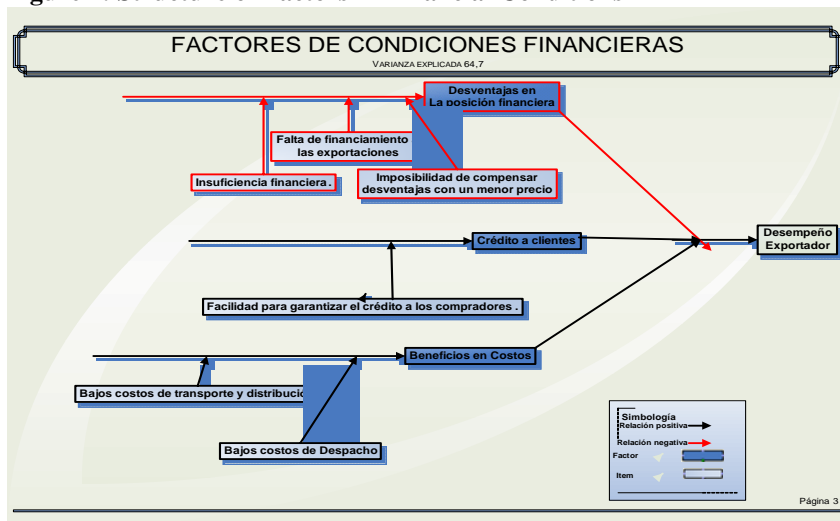 FACTORES DE CONDICIONES FINANCIERAS
VARIANZA EXPLICADA 64,7
Desventajas en
La posición financiera
Falta de financiamiento
las exportaciones
Insuficiencia financiera .
Imposibilidad de compensar
desventajas con un menor precio
Crédito a clientes
Desempeño
Exportador
Facilidad para garantizar el crédito a los compradores .
Beneficios en Costos
Bajos costos de transporte y distribució
Bajos costos de Despacho
Simbología
Relación positiva
Relación negativa
Factor
Item
Página 3